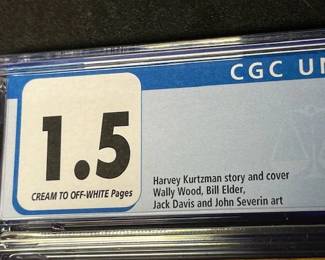 CGC UN
1.5
CREAM TO OFF-WHITE Pages
Harvey Kurtzman story and cover
Wally Wood, Bill Elder,
Jack Davis and John Severin art